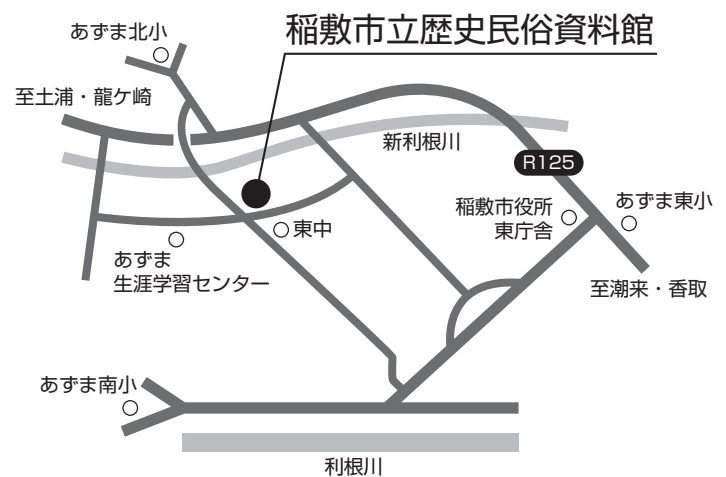 稲敷市立歴史民俗資料館
あずま北小
至土浦・龍ケ崎
新利根川
R125
稲敷市役所
東庁舎
あずま東小
東中
あずま
生涯学習センター
至潮来・香取
あずま南小
利根川